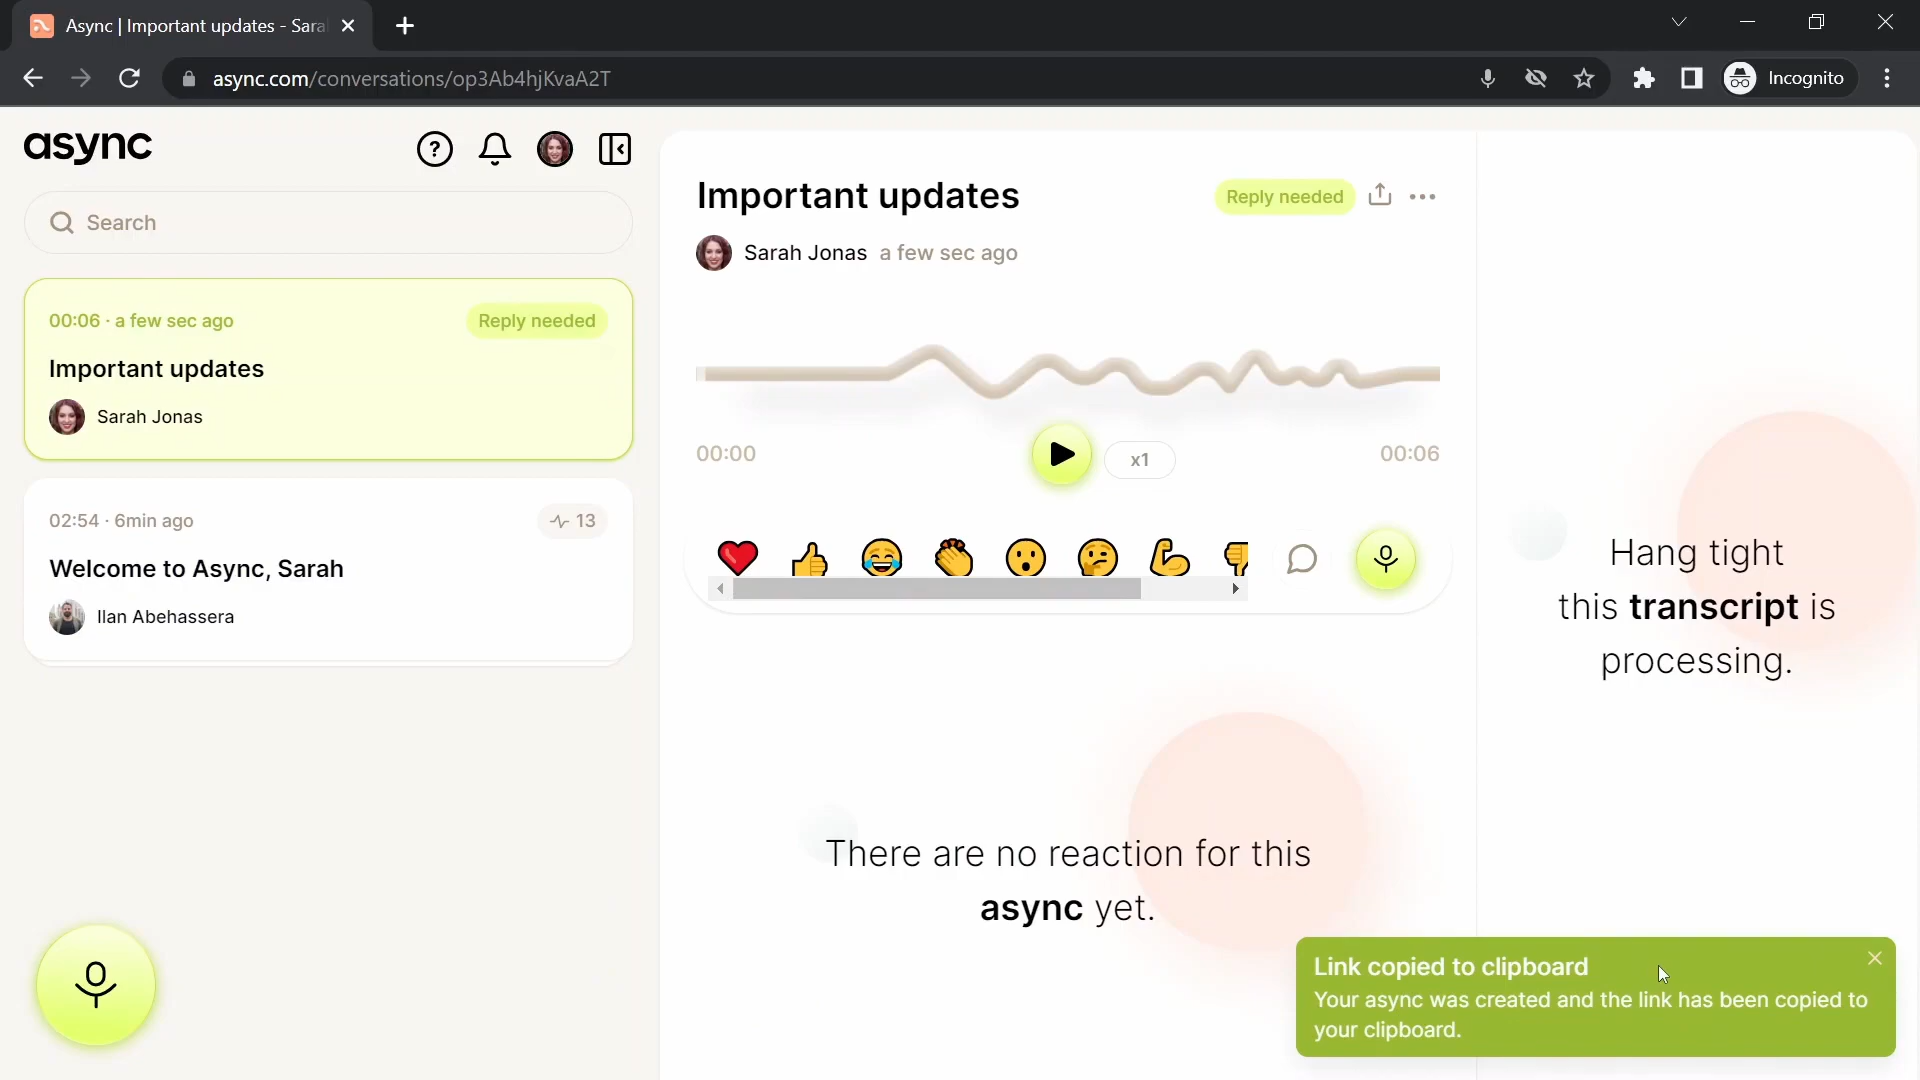 Async | Important updates - Sara
async.com/conversations/op3Ab4hjKvaA2T
Incognito
async
?
Search
00:06 · a few sec ago
Reply needed
Important updates
Sarah Jonas
02:54 · 6min ago
13
Welcome to Async, Sarah
Ilan Abehassera
Important updates
Reply needed
Sarah Jonas a few sec ago
00:00
x1
00:06
There are no reaction for this
async yet.
Hang tight
this transcript is
processing.
Link copied to clipboard
Your async was created and the link has been copied to
your clipboard.